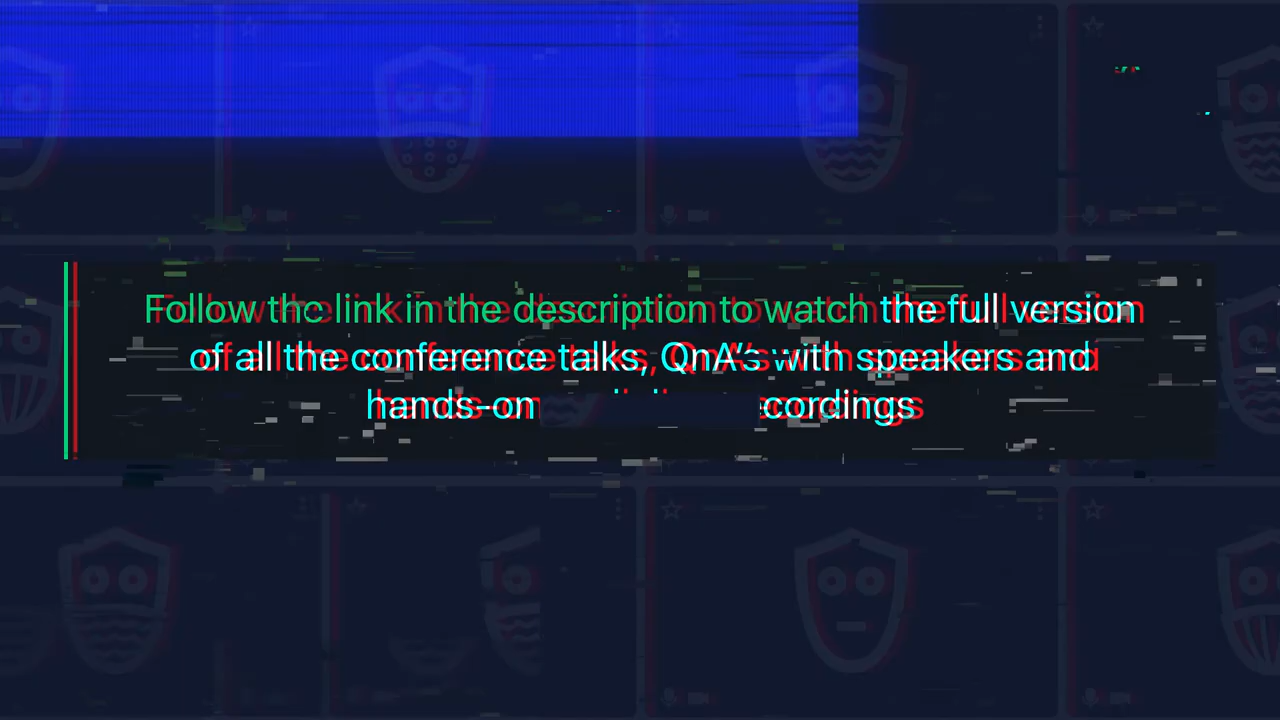 Follow the link in the description to watch the full version
of all the conference talks, QnA's with speakers and
hands-on ecordings